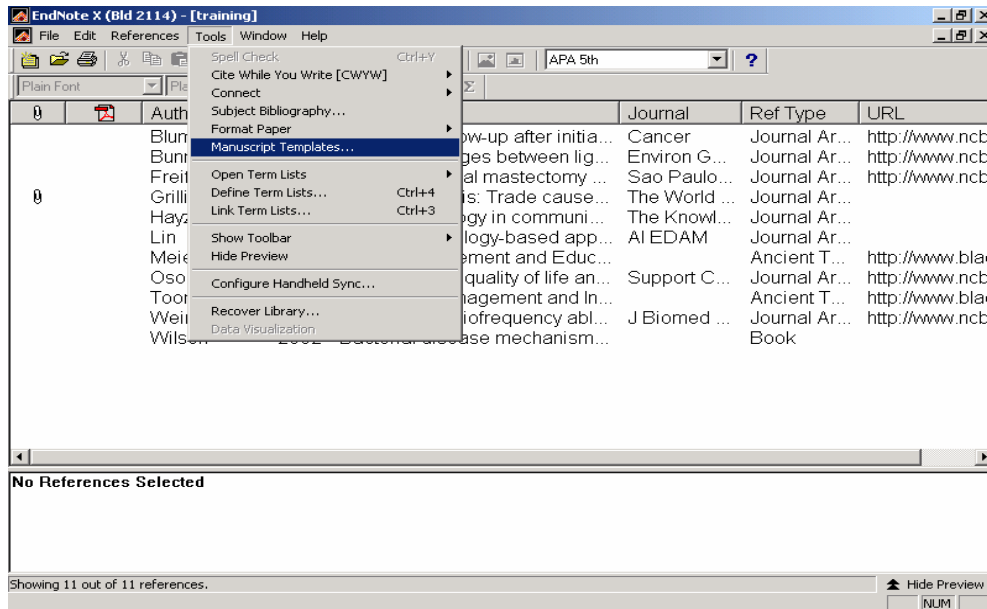 EndNote X (Bld 2114) - [training]
File Edit References Tools Window Help
APA 5th ?
Plain Font Σ
Spell Check Ctrl+Y
Cite While You Write [CWYW]
Connect
Subject Bibliography...
Format Paper
Manuscript Templates...
Open Term Lists
Define Term Lists... Ctrl+4
Link Term Lists... Ctrl+3
Show Toolbar
Hide Preview
Configure Handheld Sync...
Recover Library...
Data Visualization
Auth Journal Ref Type URL
Blum ow-up after initia... Cancer Journal Ar... http://www.ncb
Bunn ges between lig... Environ G... Journal Ar... http://www.ncb
Freit al mastectomy ... Sao Paulo... Journal Ar... http://www.ncb
Grilli is: Trade cause... The World ... Journal Ar...
Hayz ogy in communi... The Knowl... Journal Ar...
Lin logy-based app... AI EDAM Journal Ar...
Meie ement and Educ... Ancient T... http://www.bla
Oso quality of life an... Support C... Journal Ar... http://www.ncb
Toor agement and In... Ancient T... http://www.bla
Wein iofrequency abl... J Biomed ... Journal Ar... http://www.ncb
Wilson 2002 Bacterial disease mechanism... Book
No References Selected
Showing 11 out of 11 references. Hide Preview
NUM